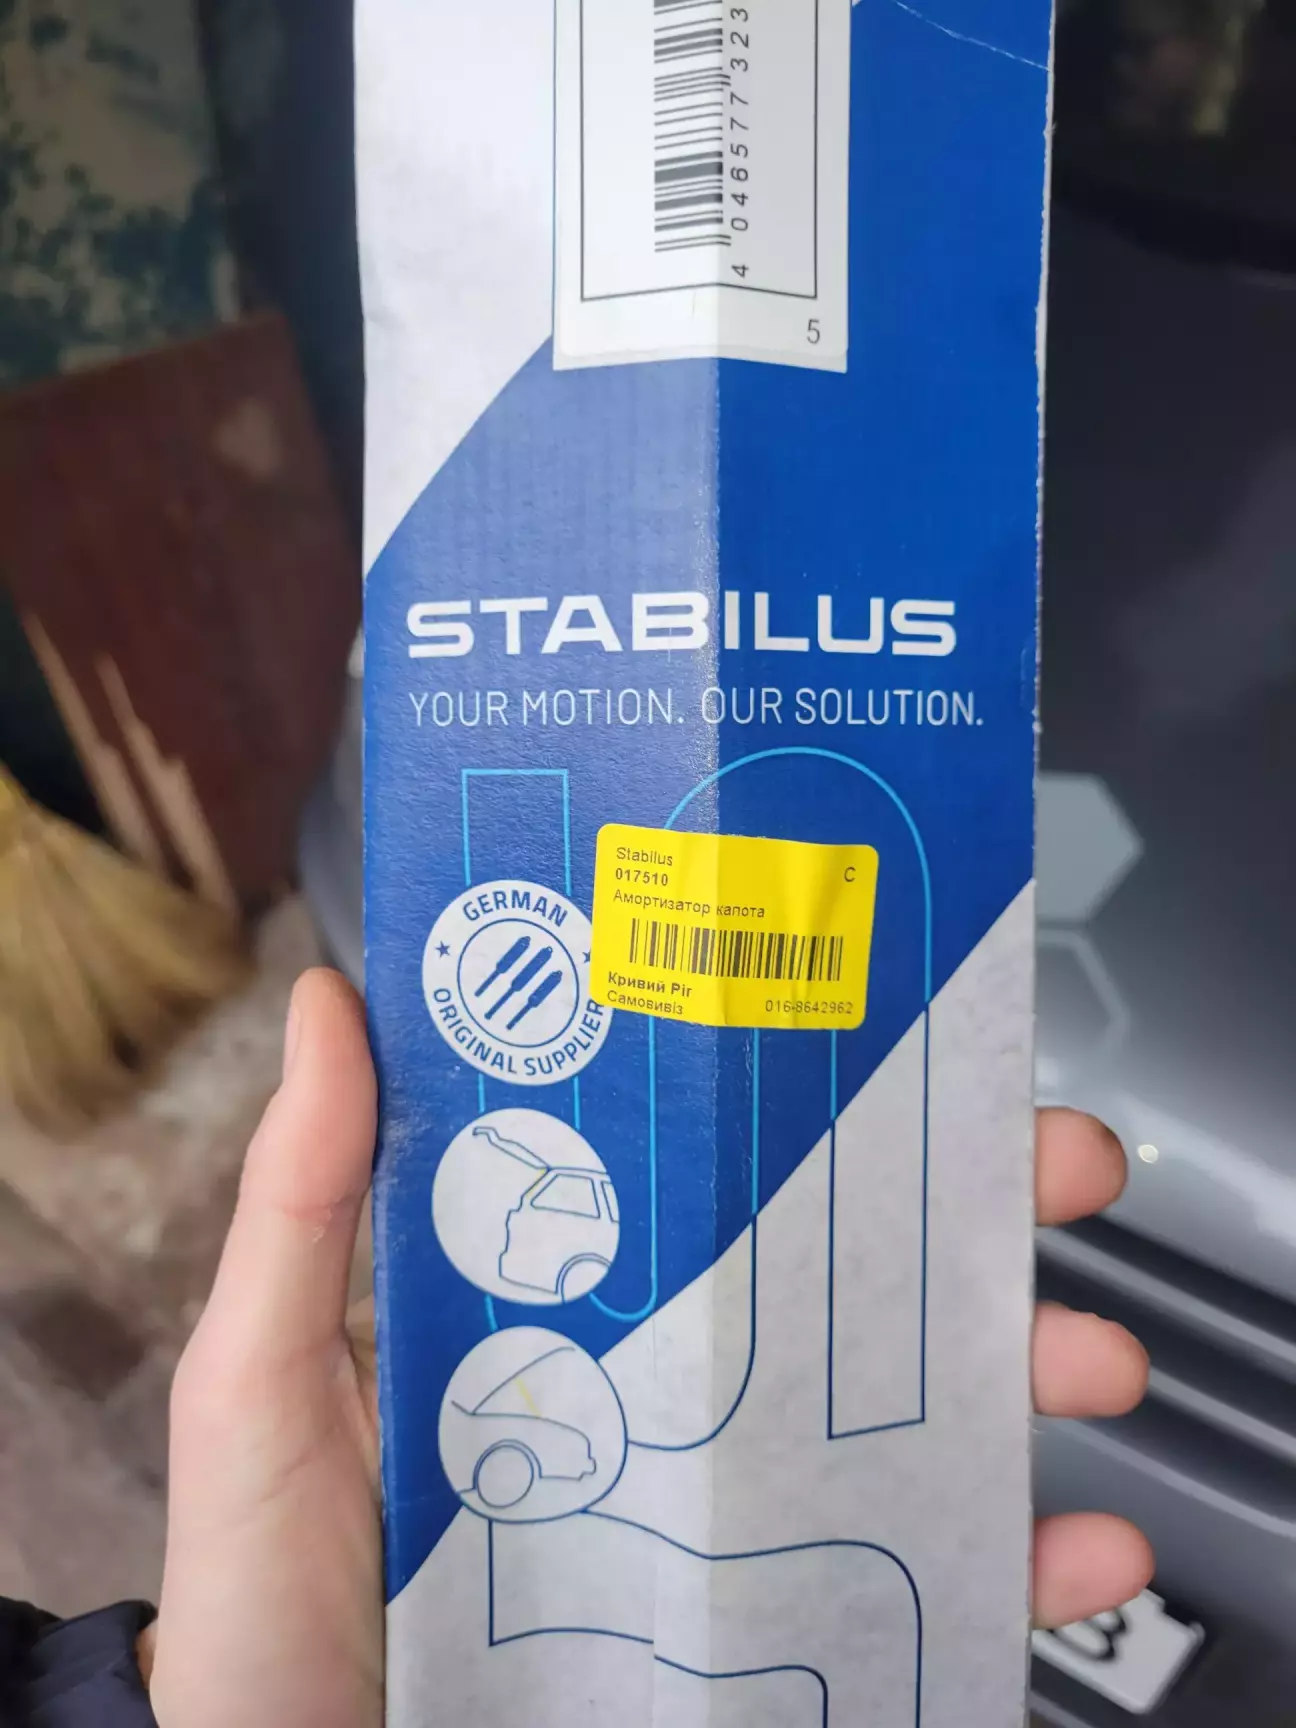 4 046577 323
5
STABILUS
YOUR MOTION. OUR SOLUTION.
Stabilus
017510
C
Амортизатор капота
Кривий Ріг
Самовивіз
016-8642962
GERMAN
ORIGINAL SUPPLIER